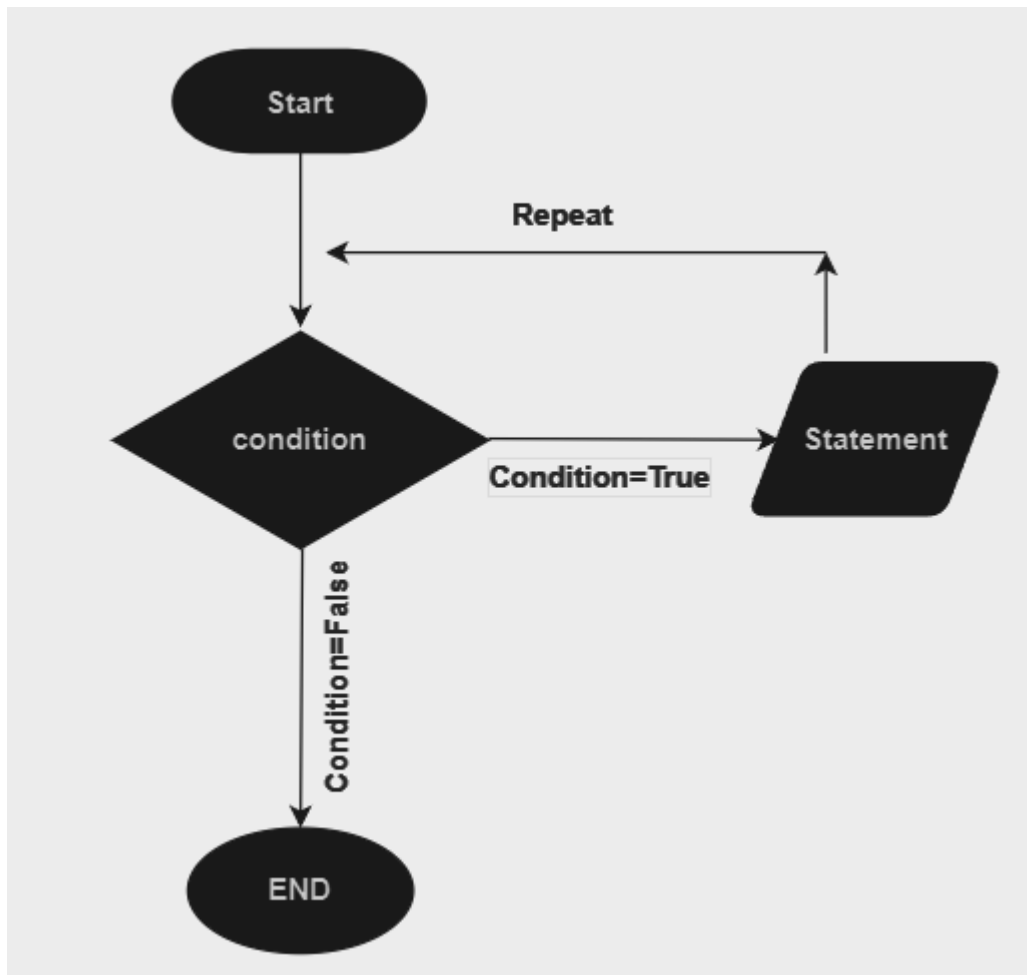 Start
Repeat
condition
Condition=True
Statement
Condition=False
END